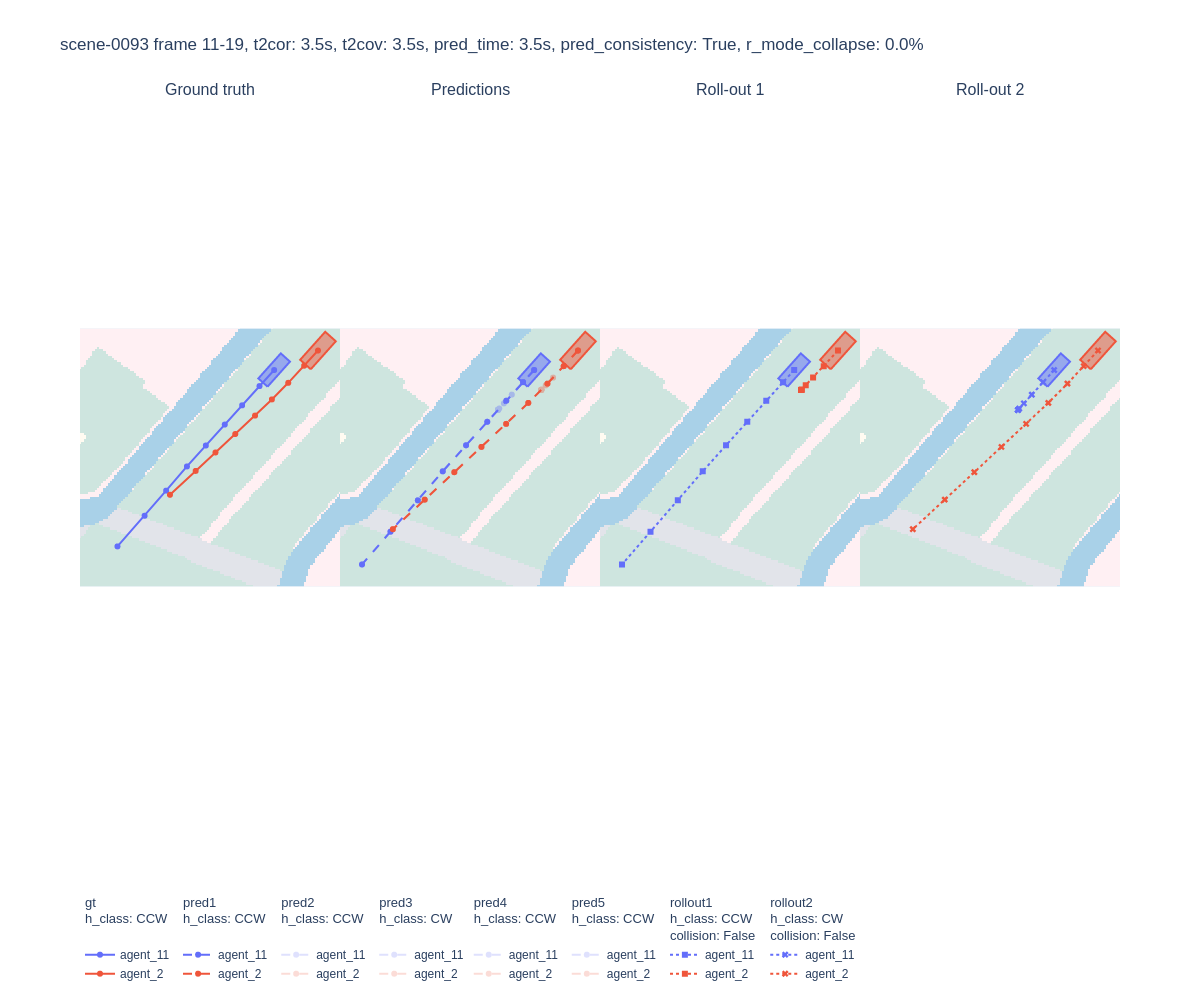 scene-0093 frame 11-19, t2cor: 3.5s, t2cov: 3.5s, pred_time: 3.5s, pred_consistency: True, r_mode_collapse: 0.0%
Ground truth
Predictions
Roll-out 1
Roll-out 2
gt
h_class: CCW
agent_11
agent_2
pred1
h_class: CCW
agent_11
agent_2
pred2
h_class: CCW
agent_11
agent_2
pred3
h_class: CW
agent_11
agent_2
pred4
h_class: CCW
agent_11
agent_2
pred5
h_class: CCW
agent_11
agent_2
rollout1
h_class: CCW
collision: False
agent_11
agent_2
rollout2
h_class: CW
collision: False
agent_11
agent_2